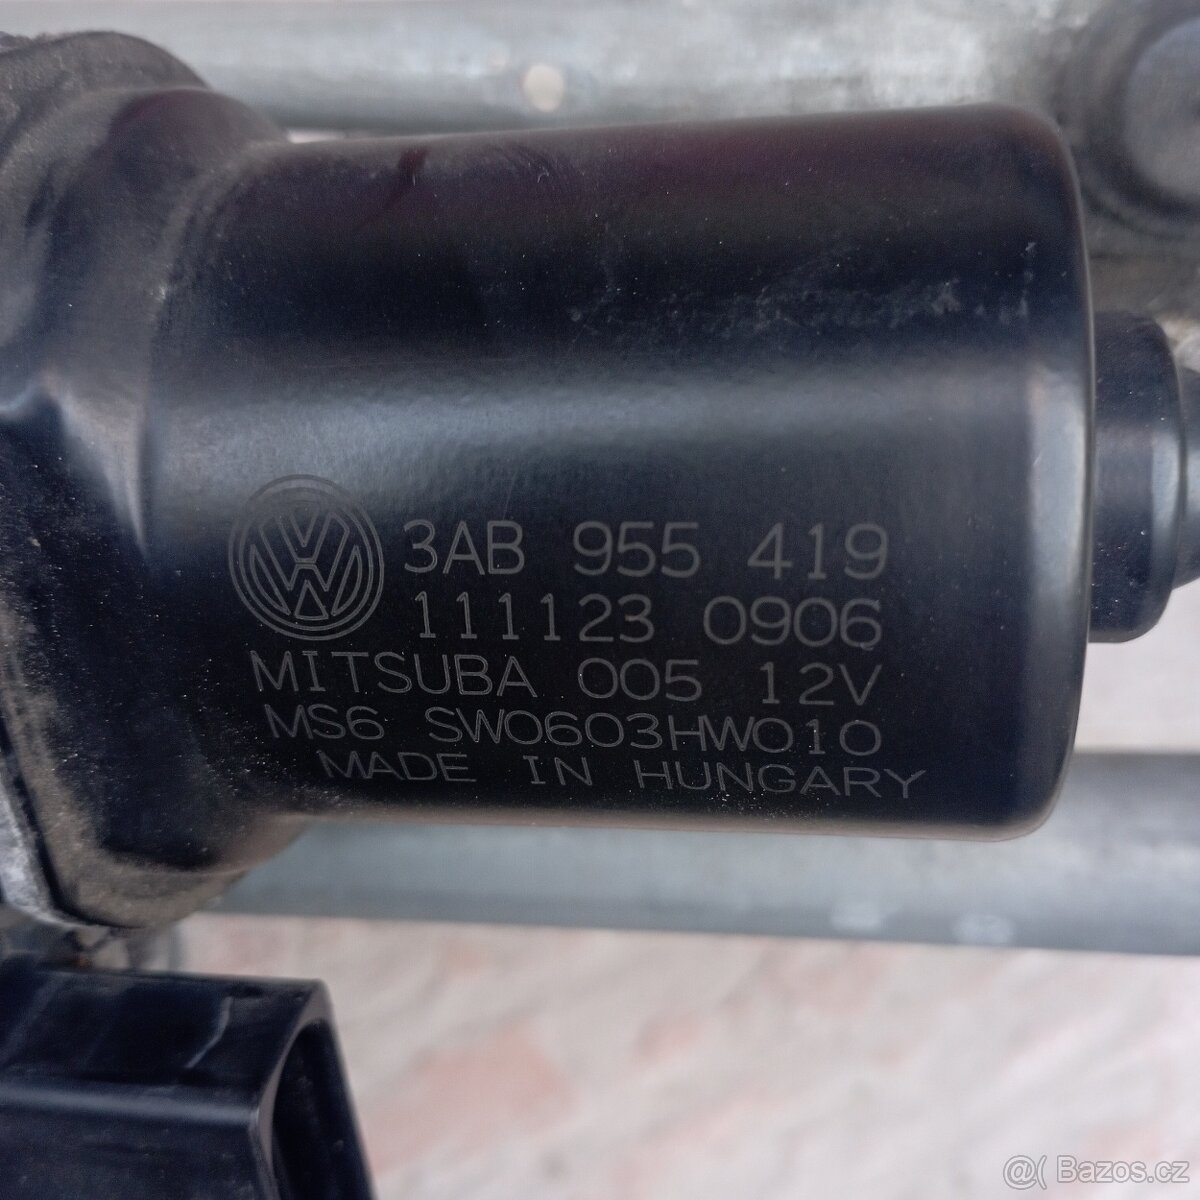 3AB 955 419
111123 0906
MITSUBA 005 12V
MS6 SW0603HW010
MADE IN HUNGARY
@( Bazos.cz